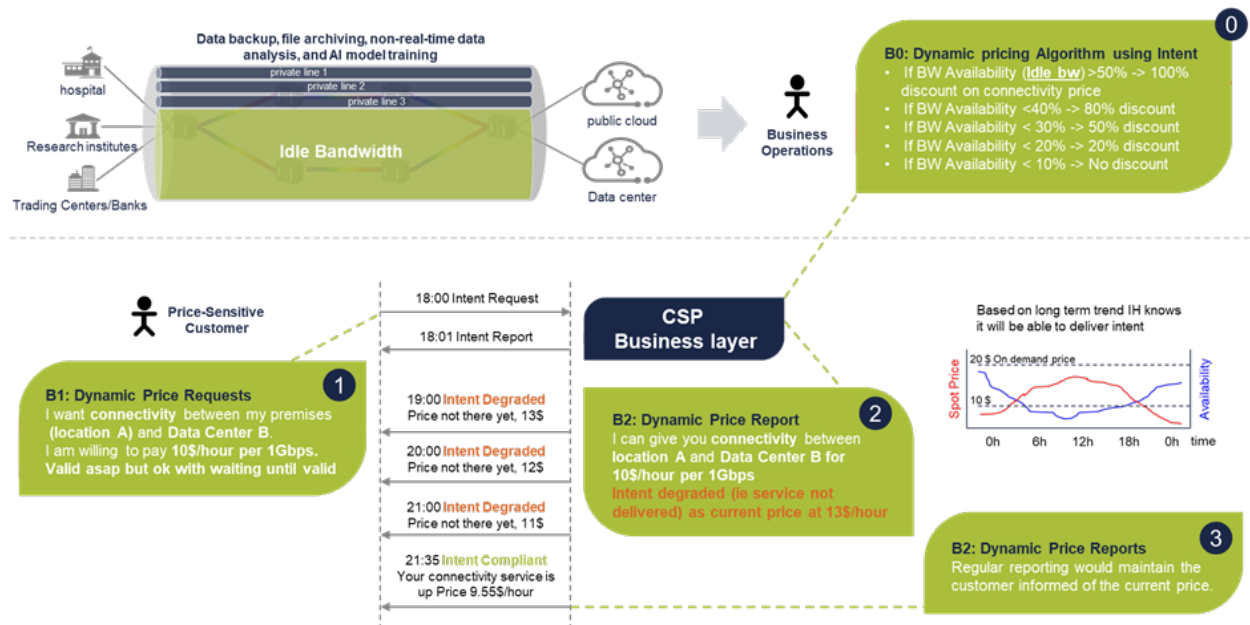 Data backup, file archiving, non-real-time data
analysis, and AI model training
private line 1
private line 2
private line 3
Idle Bandwidth
hospital
Research institutes
Trading Centers/Banks
public cloud
Data center
Business
Operations
0
B0: Dynamic pricing Algorithm using Intent
• If BW Availability (Idle bw) >50% -> 100%
discount on connectivity price
• If BW Availability <40% -> 80% discount
• If BW Availability < 30% -> 50% discount
• If BW Availability < 20% -> 20% discount
• If BW Availability < 10% -> No discount
Price-Sensitive
Customer
1
B1: Dynamic Price Requests
I want connectivity between my premises
(location A) and Data Center B.
I am willing to pay 10$/hour per 1Gbps.
Valid asap but ok with waiting until valid
18:00 Intent Request
18:01 Intent Report
19:00 Intent Degraded
Price not there yet, 13$
20:00 Intent Degraded
Price not there yet, 12$
21:00 Intent Degraded
Price not there yet, 11$
21:35 Intent Compliant
Your connectivity service is
up Price 9.55$/hour
CSP
Business layer
2
B2: Dynamic Price Report
I can give you connectivity between
location A and Data Center B for
10$/hour per 1Gbps
Intent degraded (ie service not
delivered) as current price at 13$/hour
Based on long term trend IH knows
it will be able to deliver intent
Spot Price
20 $ On demand price
10 $
Availability
0h 6h 12h 18h 0h time
3
B2: Dynamic Price Reports
Regular reporting would maintain the
customer informed of the current price.